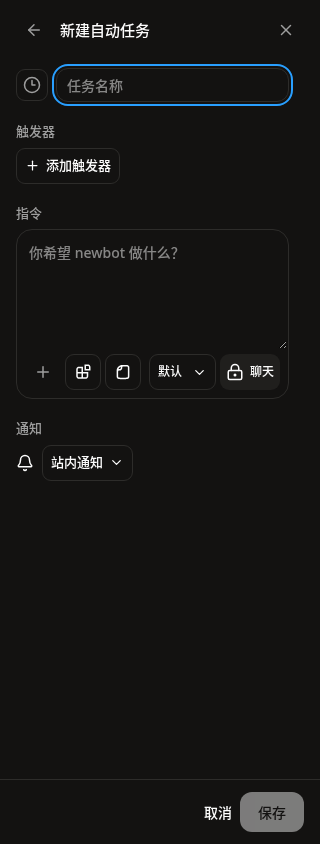 新建自动任务
任务名称
触发器
添加触发器
指令
你希望 newbot 做什么？
默认
聊天
通知
站内通知
取消
保存